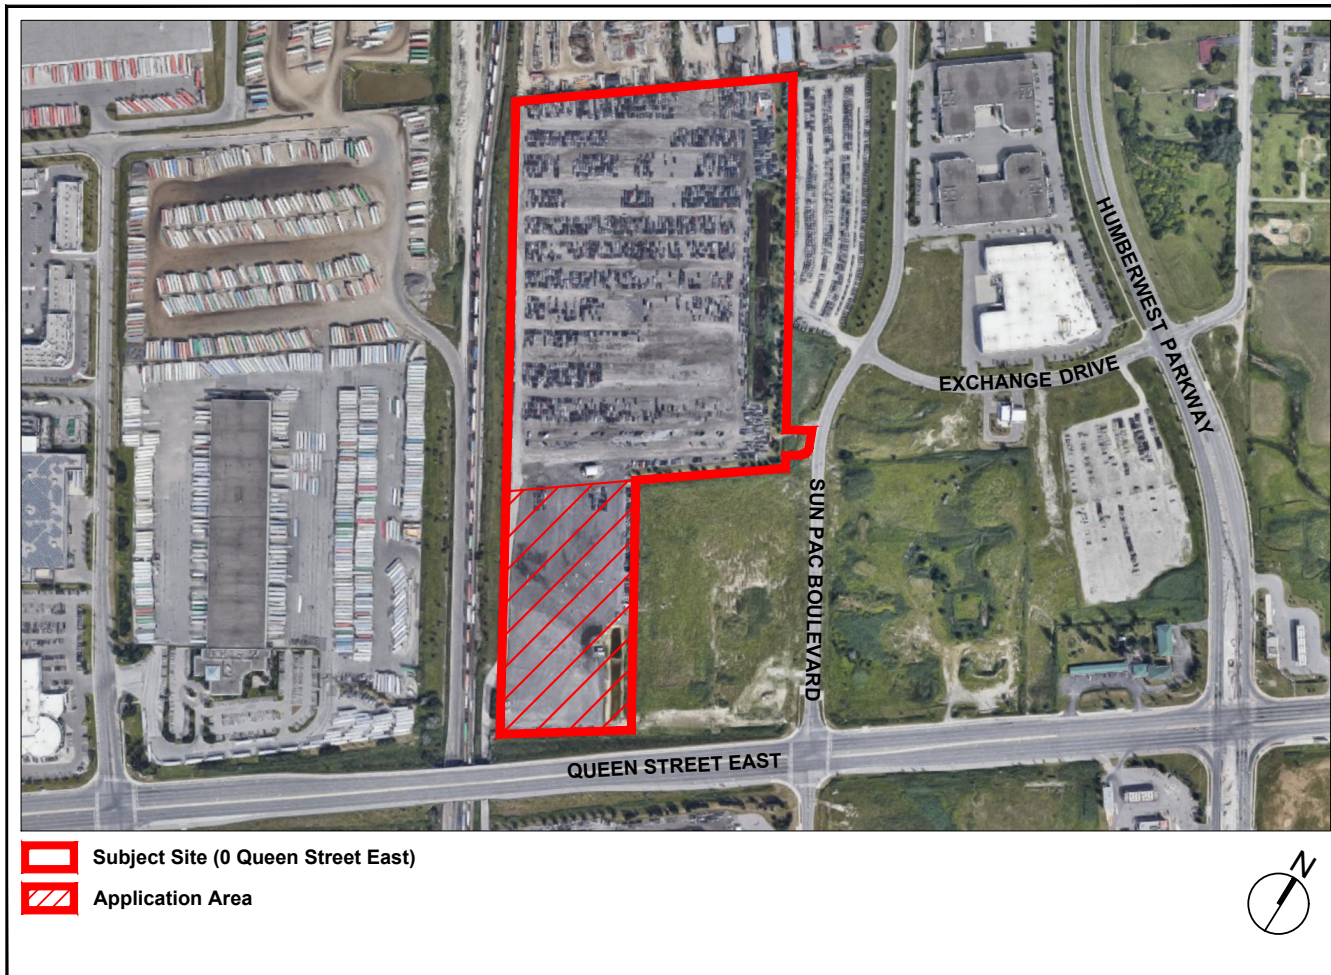 HUMBERWEST PARKWAY
EXCHANGE DRIVE
SUN PAC BOULEVARD
QUEEN STREET EAST
Subject Site (0 Queen Street East)
Application Area
N